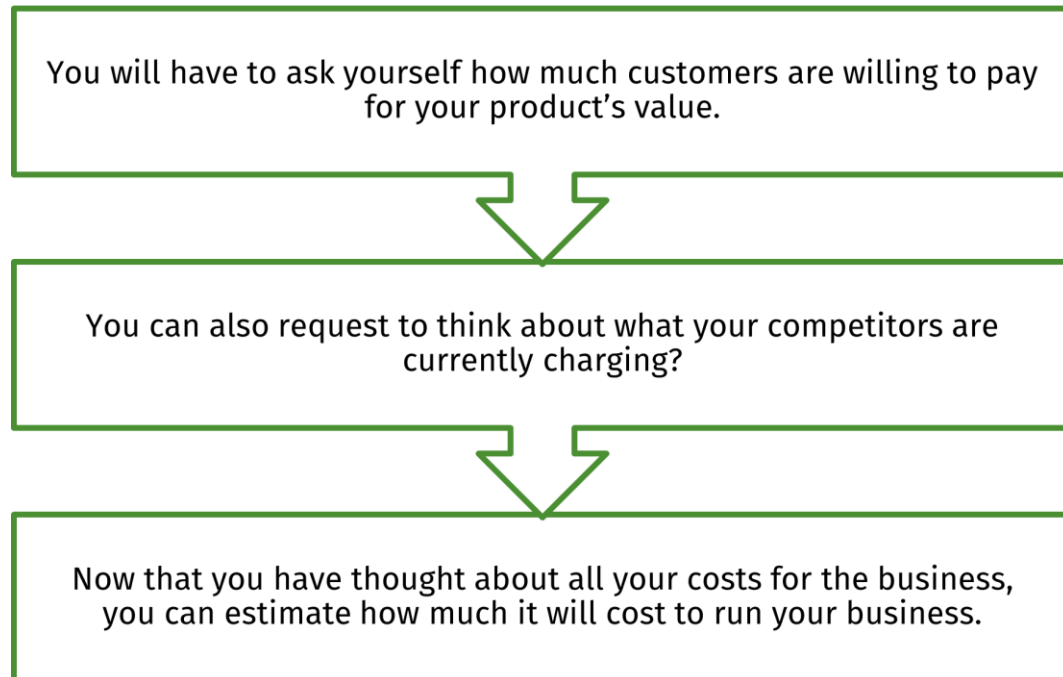 You will have to ask yourself how much customers are willing to pay
for your product’s value.
You can also request to think about what your competitors are
currently charging?
Now that you have thought about all your costs for the business,
you can estimate how much it will cost to run your business.